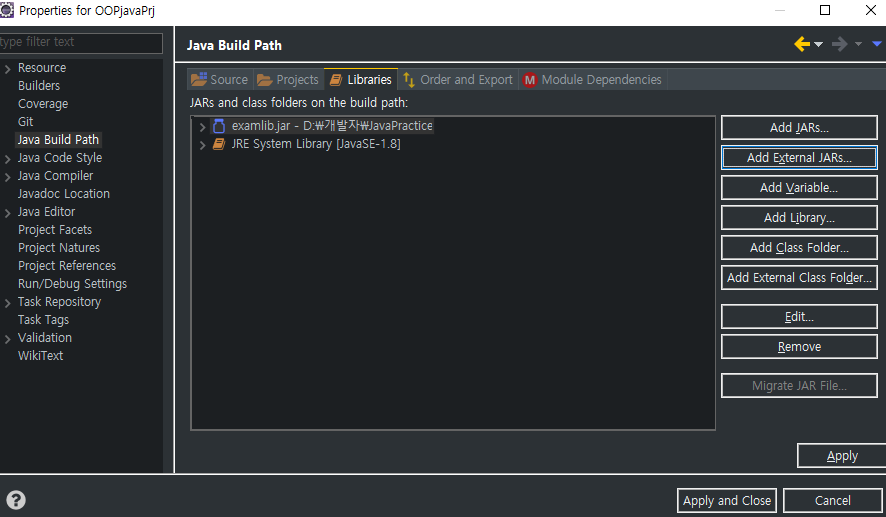 Properties for OOPjavaPrj
type filter text
Resource
Builders
Coverage
Git
Java Build Path
Java Code Style
Java Compiler
Javadoc Location
Java Editor
Project Facets
Project Natures
Project References
Run/Debug Settings
Task Repository
Task Tags
Validation
WikiText
Java Build Path
Source Projects Libraries Order and Export M Module Dependencies
JARs and class folders on the build path:
examlib.jar - D:₩개발자₩JavaPractice
JRE System Library [JavaSE-1.8]
Add JARs...
Add External JARs...
Add Variable...
Add Library...
Add Class Folder...
Add External Class Folder...
Edit...
Remove
Migrate JAR File...
Apply
? Apply and Close Cancel